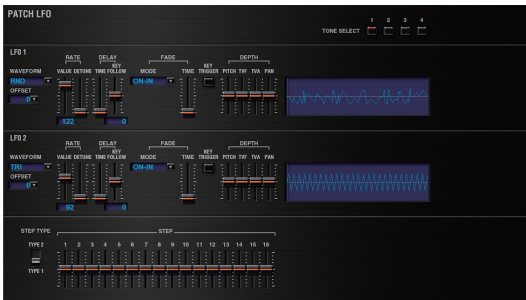 PATCH LFO
TONE SELECT 1 2 3 4
LFO 1
RATE DELAY FADE DEPTH
WAVEFORM VALUE DETUNE TIME KEY FOLLOW MODE TIME KEY TRIGGER PITCH TVF TVA PAN
RND ON-IN
OFFSET
0
122 0
LFO 2
RATE DELAY FADE DEPTH
WAVEFORM VALUE DETUNE TIME KEY FOLLOW MODE TIME KEY TRIGGER PITCH TVF TVA PAN
TRI ON-IN
OFFSET
0
92 0
STEP TYPE STEP
TYPE 2 1 2 3 4 5 6 7 8 9 10 11 12 13 14 15 16
TYPE 1